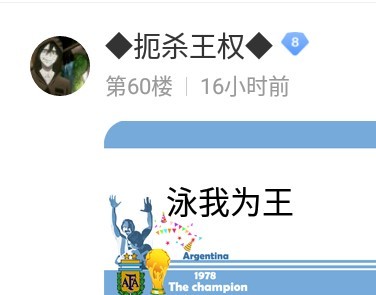 ◆扼杀王权◆ 8
第60楼 | 16小时前
泳我为王
Argentina
1978
The champion
AFA